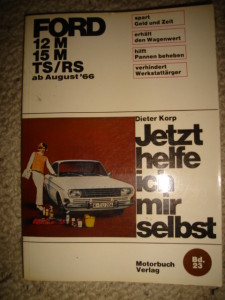 FORD
12 M
15 M
TS/RS
ab August '66
spart
Geld und Zeit
erhält
den Wagenwert
hilft
Pannen beheben
verhindert
Werkstattärger
Dieter Korp
Jetzt
helfe
ich
mir
selbst
Motorbuch
Verlag
Bd.
23